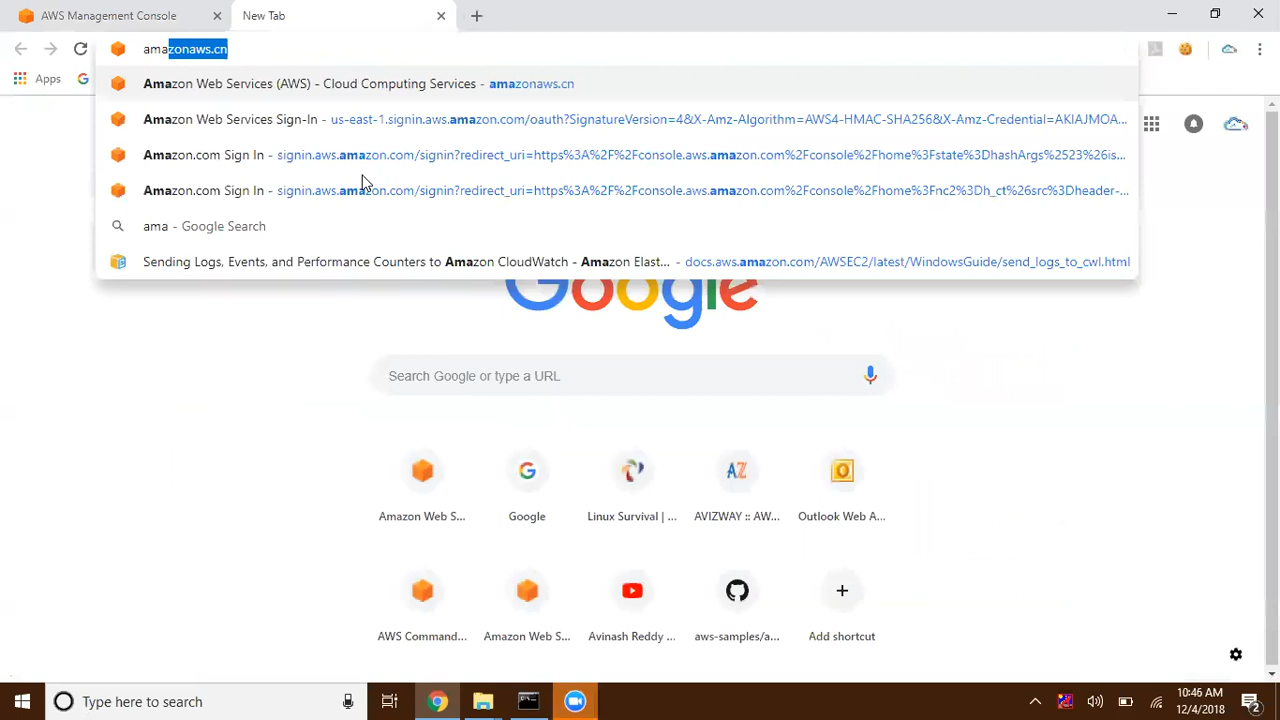 AWS Management Console
New Tab
amazonaws.cn
Apps
Amazon Web Services (AWS) - Cloud Computing Services - amazonaws.cn
Amazon Web Services Sign-In - us-east-1.signin.aws.amazon.com/oauth?SignatureVersion=4&X-Amz-Algorithm=AWS4-HMAC-SHA256&X-Amz-Credential=AKIAJMOA...
Amazon.com Sign In - signin.aws.amazon.com/signin?redirect_uri=https%3A%2F%2Fconsole.aws.amazon.com%2Fconsole%2Fhome%3Fstate%3DhashArgs%2523%26is...
Amazon.com Sign In - signin.aws.amazon.com/signin?redirect_uri=https%3A%2F%2Fconsole.aws.amazon.com%2Fconsole%2Fhome%3Fnc2%3Dh_ct%26src%3Dheader-...
ama - Google Search
Sending Logs, Events, and Performance Counters to Amazon CloudWatch - Amazon Elast... - docs.aws.amazon.com/AWSEC2/latest/WindowsGuide/send_logs_to_cwl.html
Google
Search Google or type a URL
Amazon Web S...
Google
Linux Survival | ...
AVIZWAY :: AW...
Outlook Web A...
AWS Command...
Amazon Web S...
Avinash Reddy ...
aws-samples/a...
Add shortcut
Type here to search
10:46 AM
12/4/2018
2